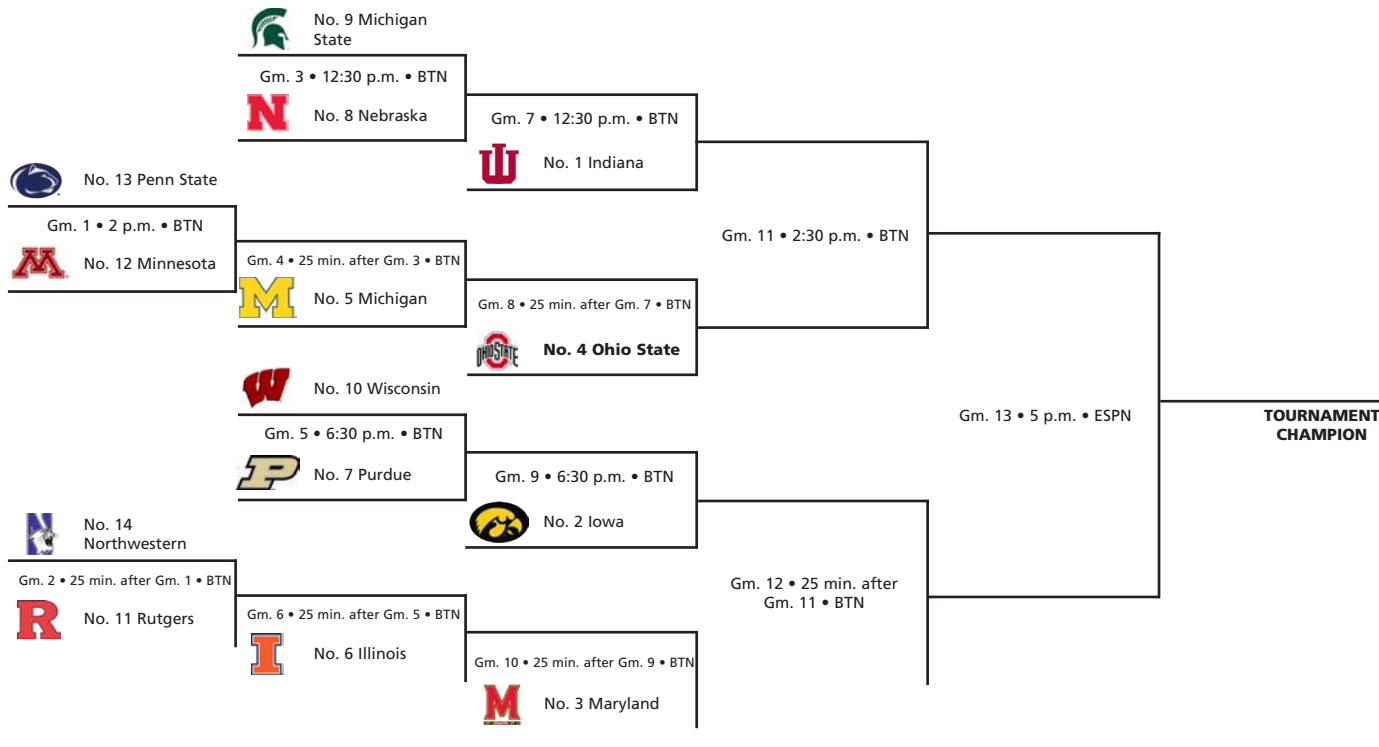 No. 9 Michigan
State
Gm. 3 • 12:30 p.m. • BTN
No. 8 Nebraska
Gm. 7 • 12:30 p.m. • BTN
No. 1 Indiana
No. 13 Penn State
Gm. 1 • 2 p.m. • BTN
No. 12 Minnesota
Gm. 4 • 25 min. after Gm. 3 • BTN
No. 5 Michigan
Gm. 11 • 2:30 p.m. • BTN
Gm. 8 • 25 min. after Gm. 7 • BTN
OHIO STATE
No. 4 Ohio State
No. 10 Wisconsin
Gm. 5 • 6:30 p.m. • BTN
No. 7 Purdue
Gm. 9 • 6:30 p.m. • BTN
No. 2 Iowa
Gm. 13 • 5 p.m. • ESPN
TOURNAMENT
CHAMPION
No. 14
Northwestern
Gm. 2 • 25 min. after Gm. 1 • BTN
No. 11 Rutgers
Gm. 6 • 25 min. after Gm. 5 • BTN
No. 6 Illinois
Gm. 12 • 25 min. after
Gm. 11 • BTN
Gm. 10 • 25 min. after Gm. 9 • BTN
No. 3 Maryland